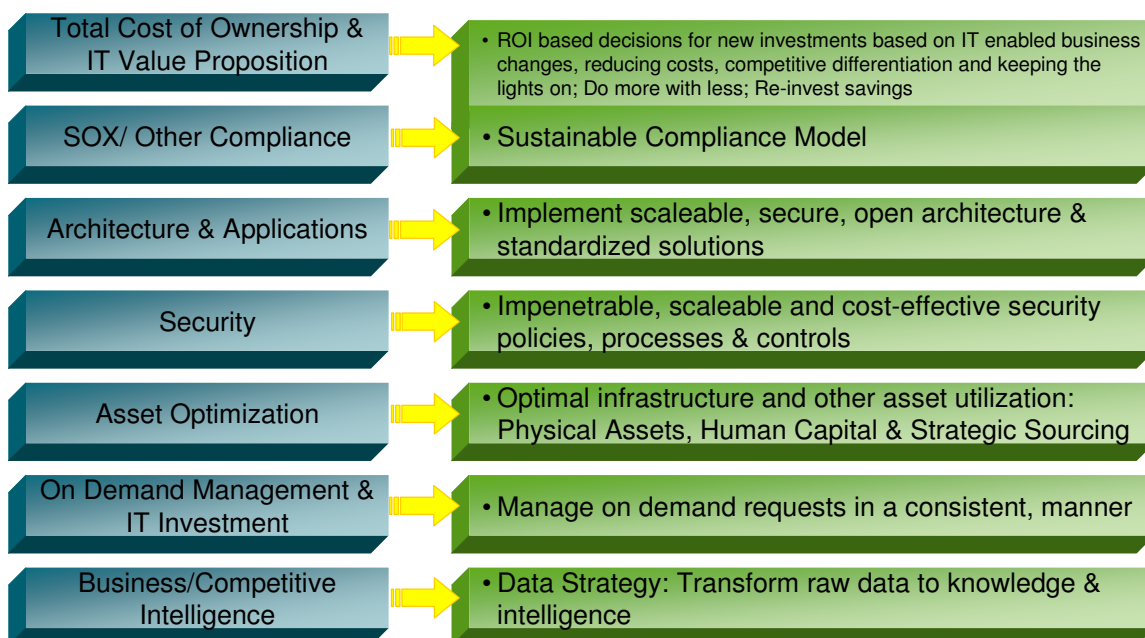 Total Cost of Ownership &
IT Value Proposition
• ROI based decisions for new investments based on IT enabled business
changes, reducing costs, competitive differentiation and keeping the
lights on; Do more with less; Re-invest savings
SOX/ Other Compliance
• Sustainable Compliance Model
Architecture & Applications
• Implement scaleable, secure, open architecture &
standardized solutions
Security
• Impenetrable, scaleable and cost-effective security
policies, processes & controls
Asset Optimization
• Optimal infrastructure and other asset utilization:
Physical Assets, Human Capital & Strategic Sourcing
On Demand Management &
IT Investment
• Manage on demand requests in a consistent, manner
Business/Competitive
Intelligence
• Data Strategy: Transform raw data to knowledge &
intelligence